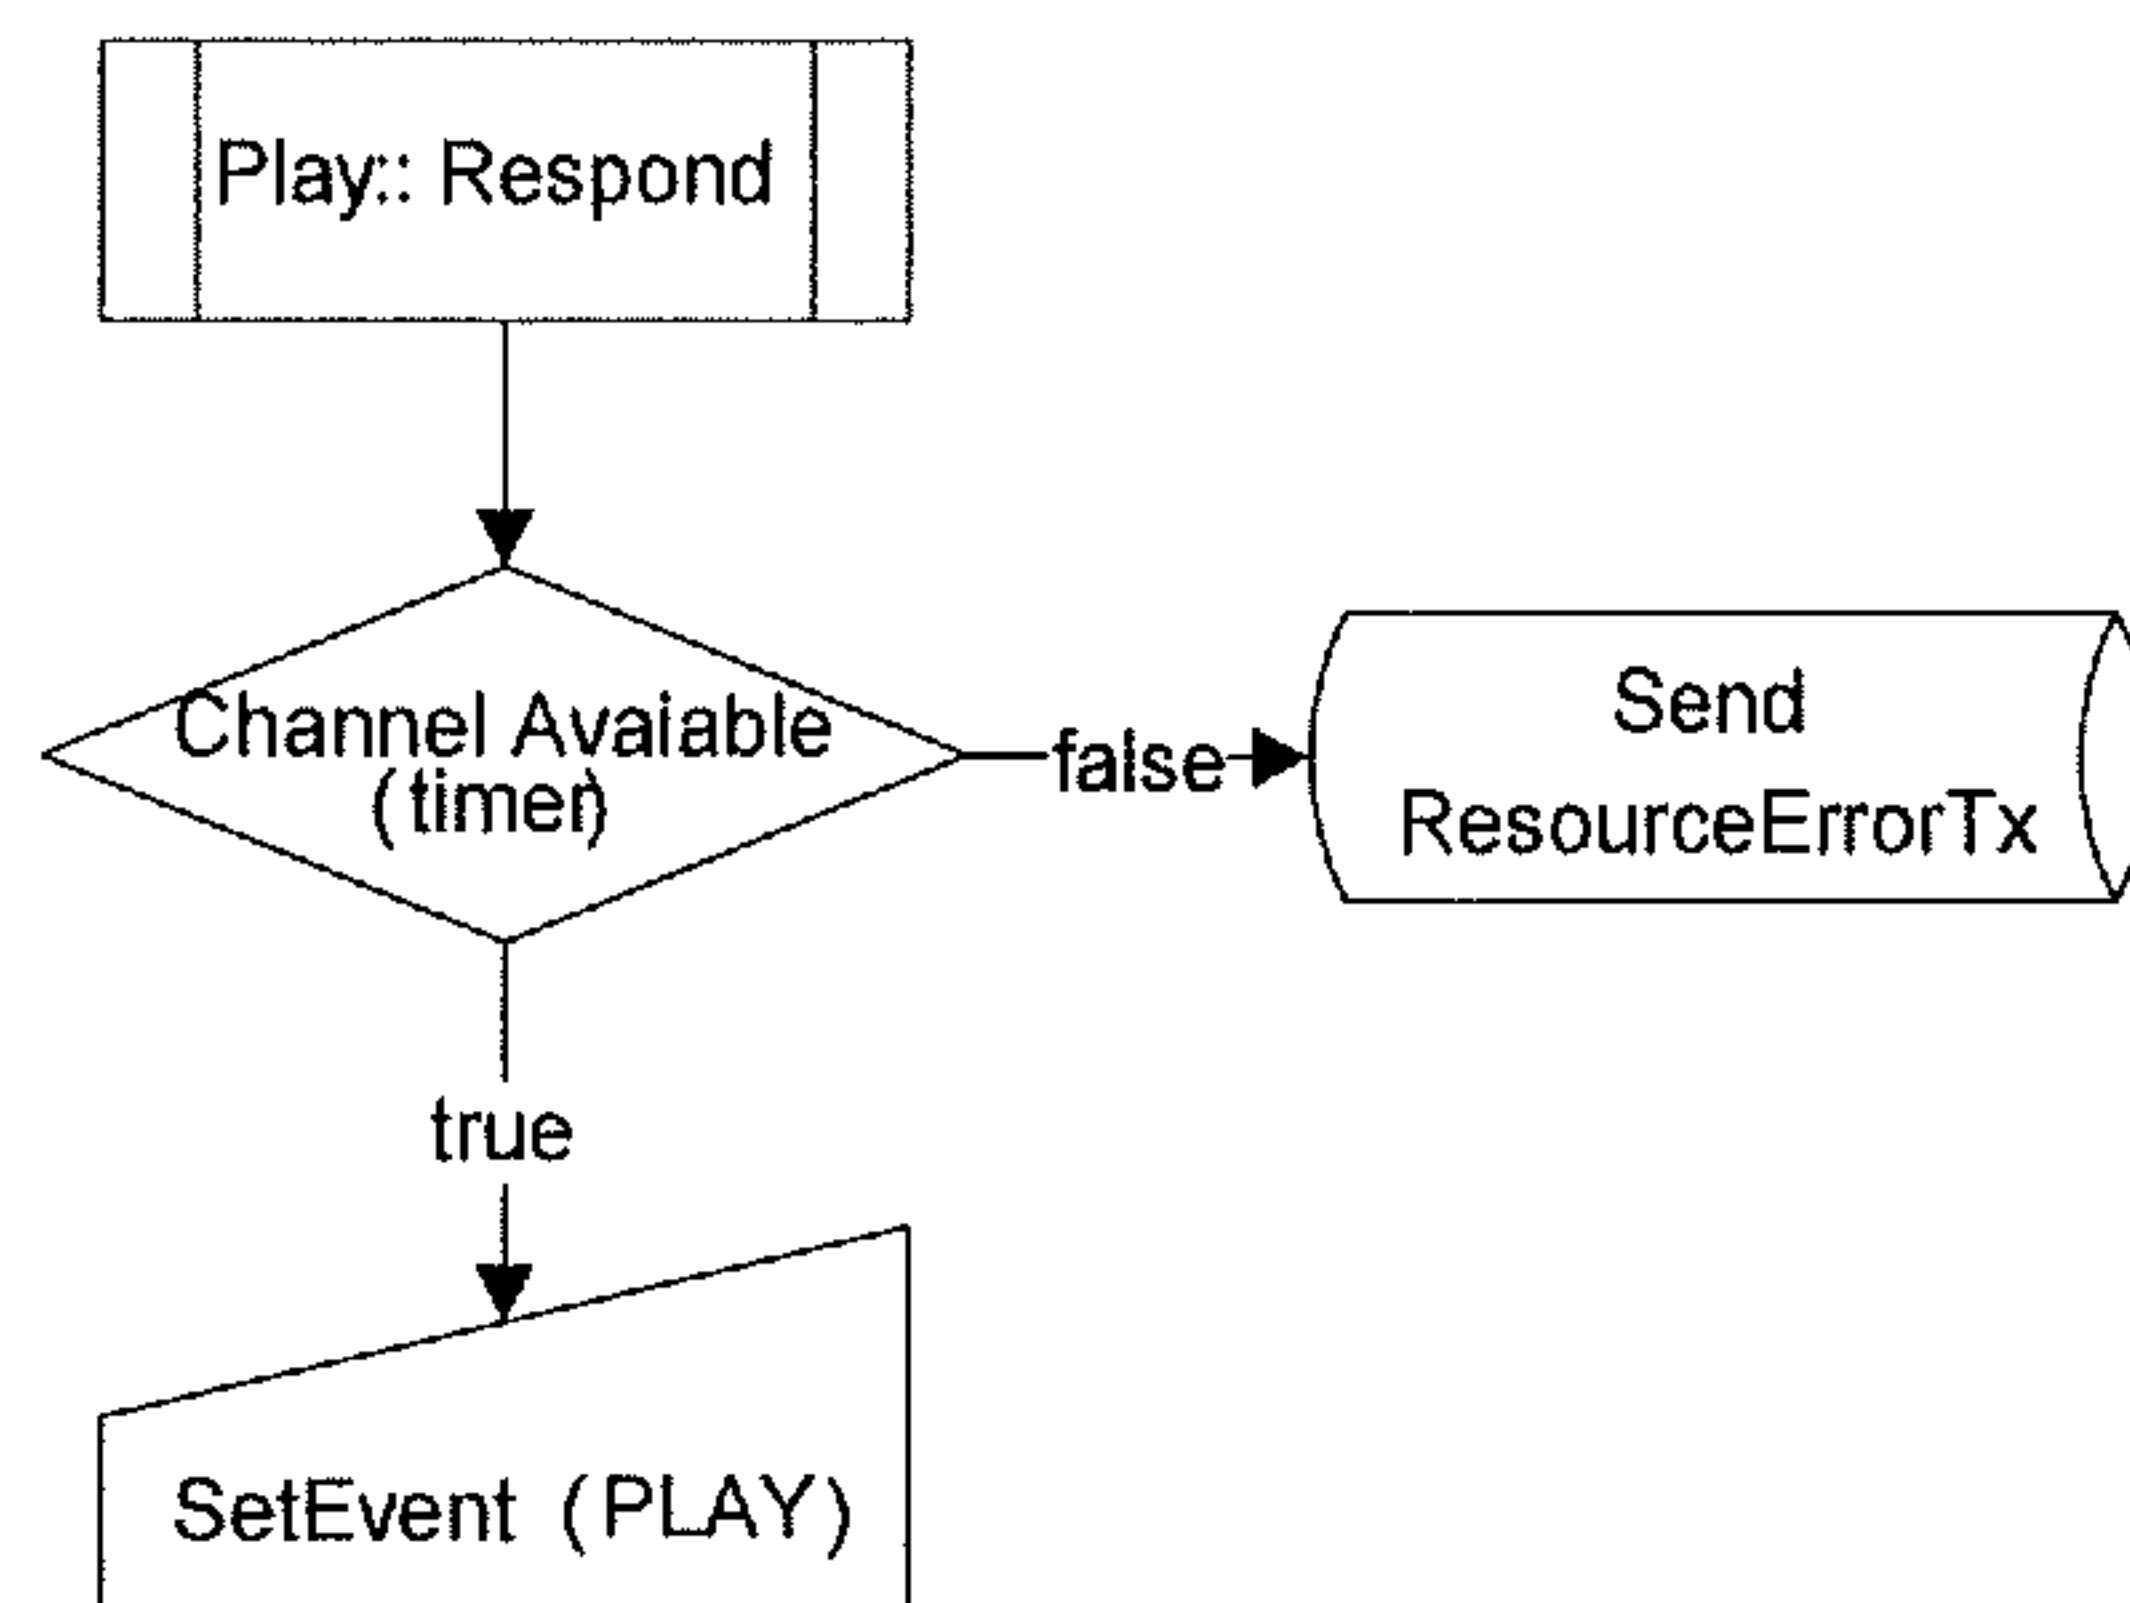 Play:: Respond
Channel Avaiable
(timer)
false
Send
ResourceErrorTx
true
SetEvent (PLAY)